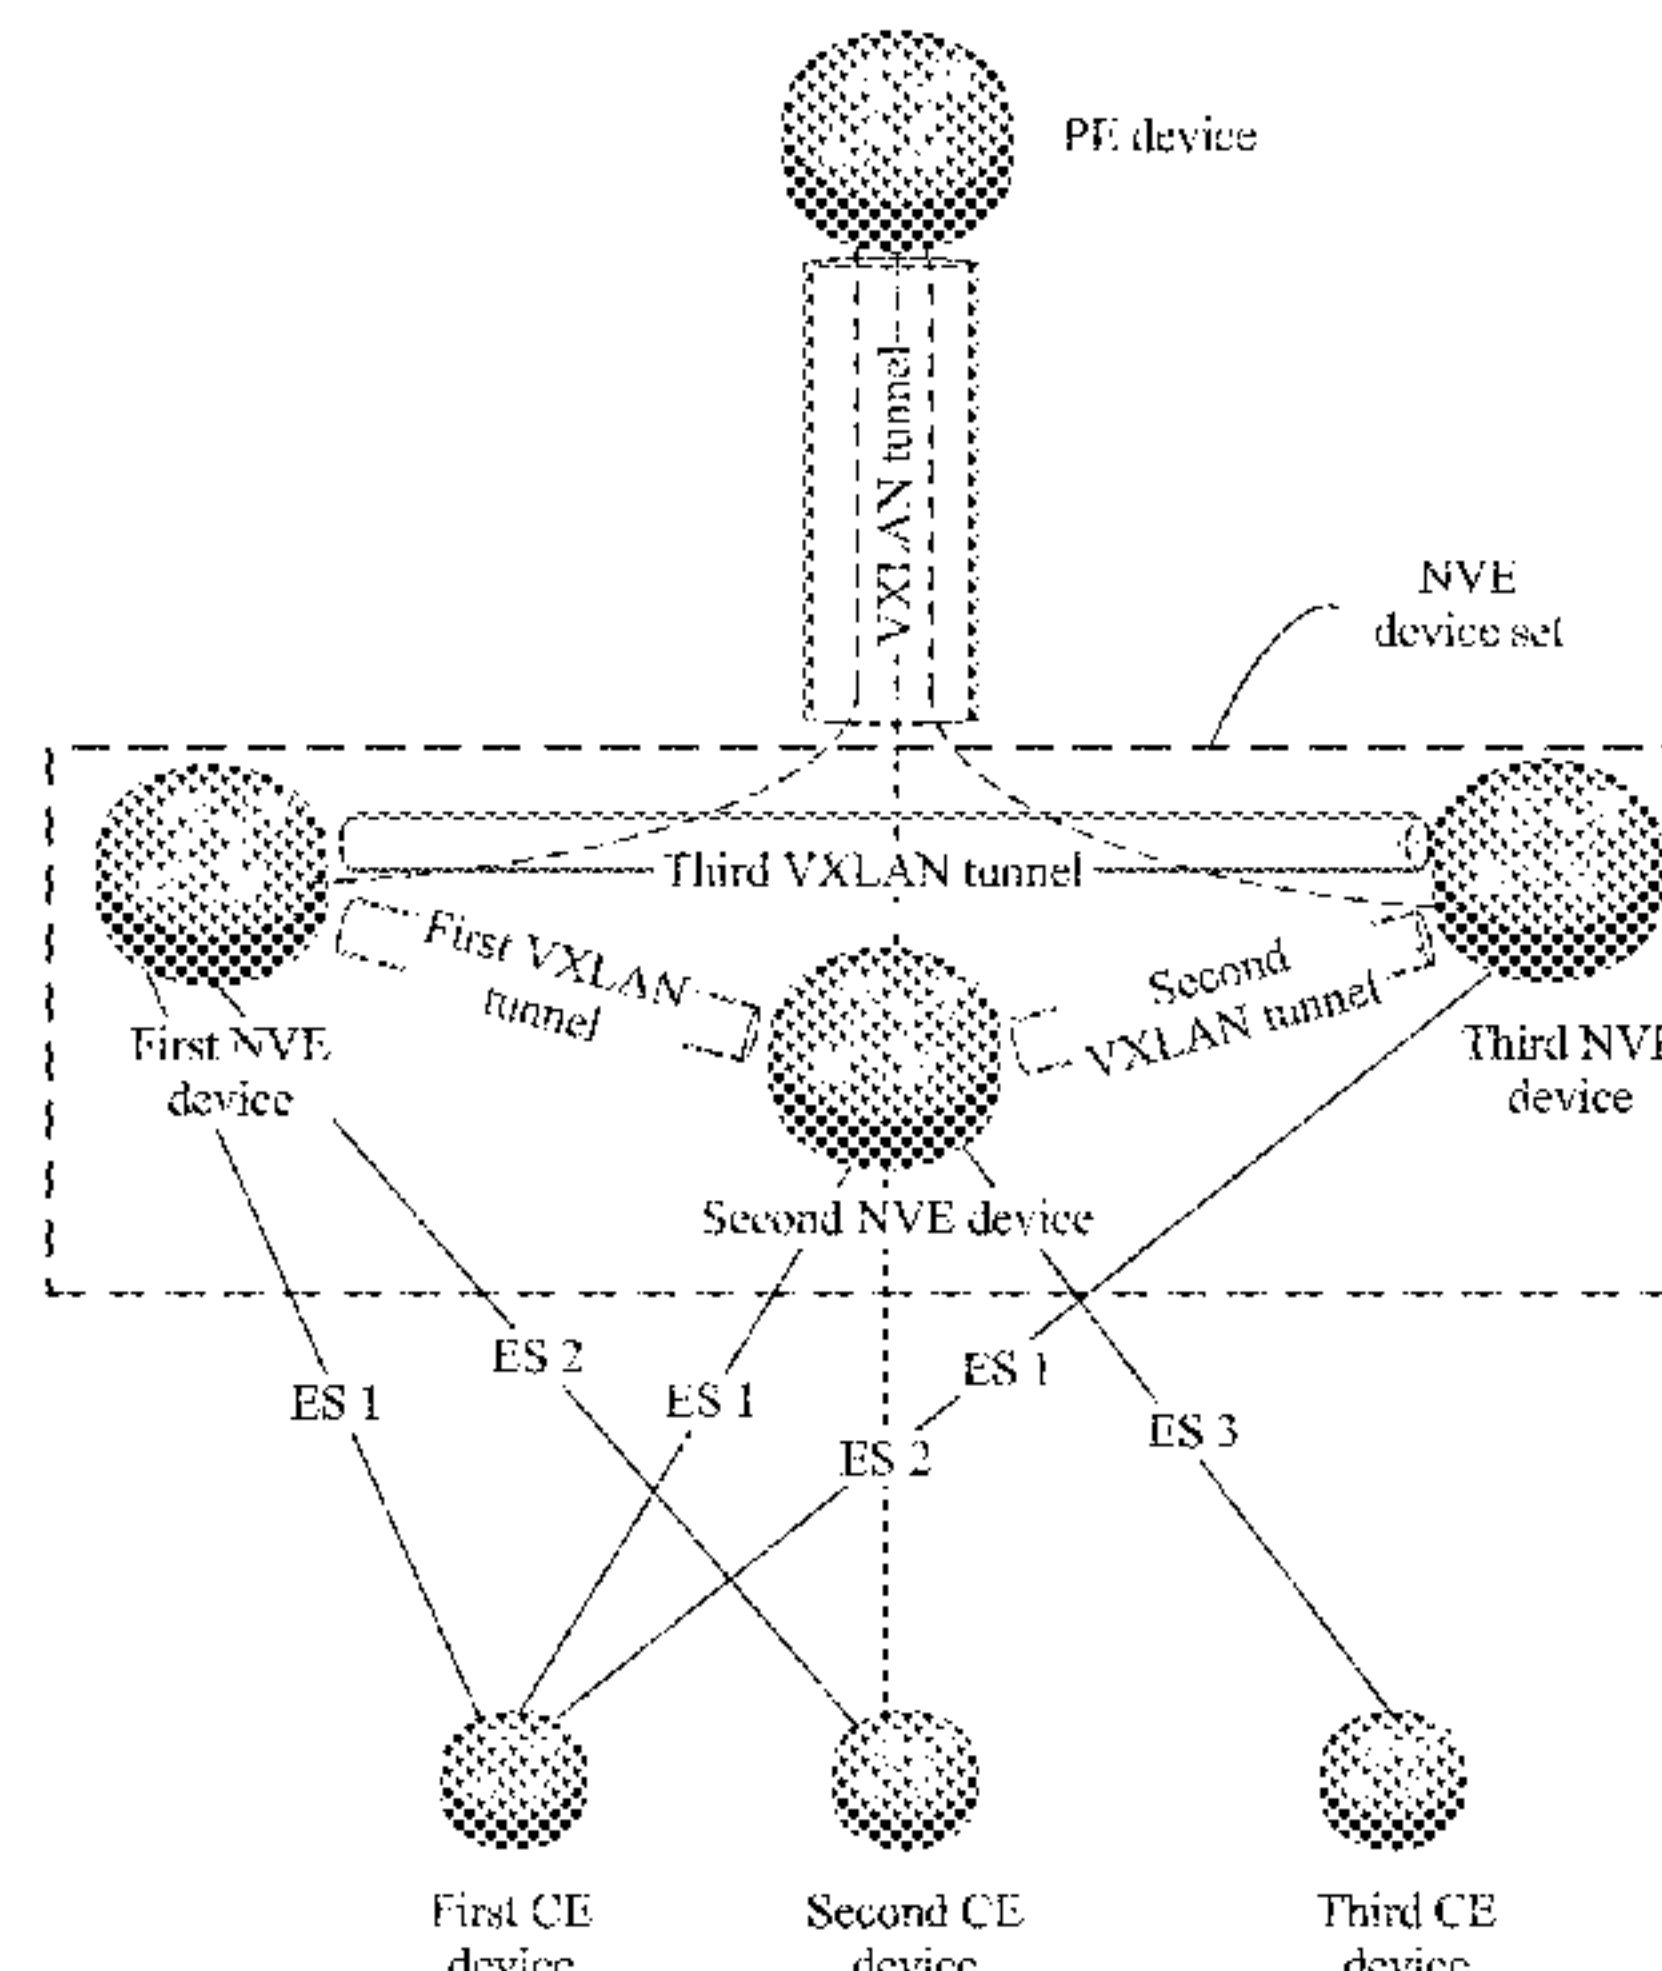 PE device
VXLAN tunnel
NVE
device set
Third VXLAN tunnel
First VXLAN
tunnel
Second
VXLAN tunnel
First NVE
device
Third NVE
device
Second NVE device
ES 2
ES 1
ES 1
ES 1
ES 2
ES 3
First CE
device
Second CE
device
Third CE
device